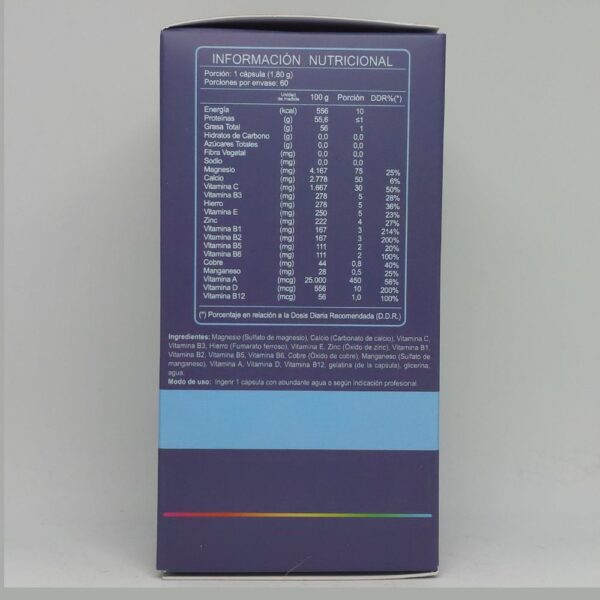 INFORMACIÓN NUTRICIONAL
Porción: 1 cápsula (1,80 g)
Porciones por envase: 60
Unidad de medida 100 g Porción DDR%(*)
Energía (kcal) 556 10
Proteínas (g) 55,6 ≤1
Grasa Total (g) 56 1
Hidratos de Carbono (g) 0,0 0,0
Azúcares Totales (g) 0,0 0,0
Fibra Vegetal (mg) 0,0 0,0
Sodio (mg) 0,0 0,0
Magnesio (mg) 4.167 75 25%
Calcio (mg) 2.778 50 6%
Vitamina C (mg) 1.667 30 50%
Vitamina B3 (mg) 278 5 28%
Hierro (mg) 278 5 36%
Vitamina E (mg) 250 5 23%
Zinc (mg) 222 4 27%
Vitamina B1 (mg) 167 3 214%
Vitamina B2 (mg) 167 3 200%
Vitamina B5 (mg) 111 2 20%
Vitamina B6 (mg) 111 2 100%
Cobre (mg) 44 0,8 40%
Manganeso (mg) 28 0,5 25%
Vitamina A (mcg) 25.000 450 56%
Vitamina D (mcg) 556 10 200%
Vitamina B12 (mcg) 56 1,0 100%
(*) Porcentaje en relación a la Dosis Diaria Recomendada (D.D.R.)
Ingredientes: Magnesio (Sulfato de magnesio), Calcio (Carbonato de calcio), Vitamina C,
Vitamina B3, Hierro (Fumarato ferroso), Vitamina E, Zinc (Óxido de zinc), Vitamina B1,
Vitamina B2, Vitamina B5, Vitamina B6, Cobre (Óxido de cobre), Manganeso (Sulfato de
manganeso), Vitamina A, Vitamina D, Vitamina B12, gelatina (de la capsula), glicerina,
agua.
Modo de uso: Ingerir 1 cápsula con abundante agua o según indicación profesional.